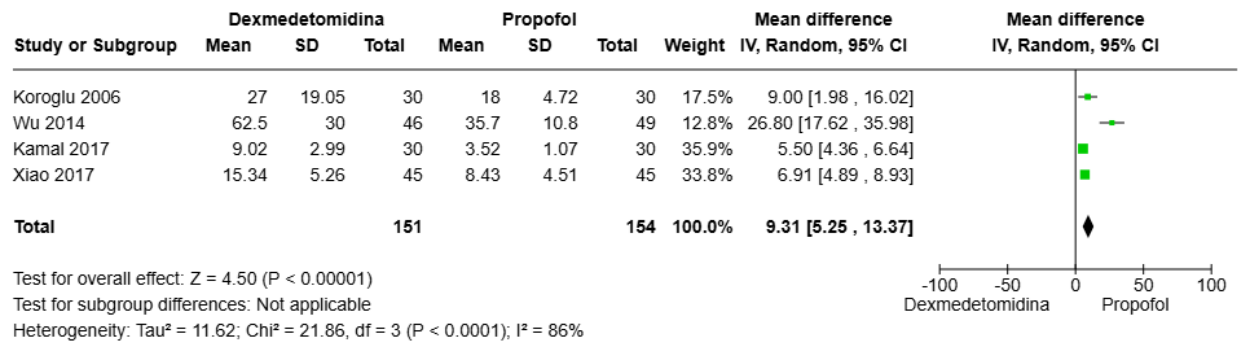 Dexmedetomidina Propofol Mean difference Mean difference
Study or Subgroup Mean SD Total Mean SD Total Weight IV, Random, 95% CI IV, Random, 95% CI
Koroglu 2006 27 19.05 30 18 4.72 30 17.5% 9.00 [1.98 , 16.02]
Wu 2014 62.5 30 46 35.7 10.8 49 12.8% 26.80 [17.62 , 35.98]
Kamal 2017 9.02 2.99 30 3.52 1.07 30 35.9% 5.50 [4.36 , 6.64]
Xiao 2017 15.34 5.26 45 8.43 4.51 45 33.8% 6.91 [4.89 , 8.93]
Total 151 154 100.0% 9.31 [5.25 , 13.37]
Test for overall effect: Z = 4.50 (P < 0.00001)
Test for subgroup differences: Not applicable
Heterogeneity: Tau² = 11.62; Chi² = 21.86, df = 3 (P < 0.0001); I² = 86%
-100 -50 0 50 100
Dexmedetomidina Propofol